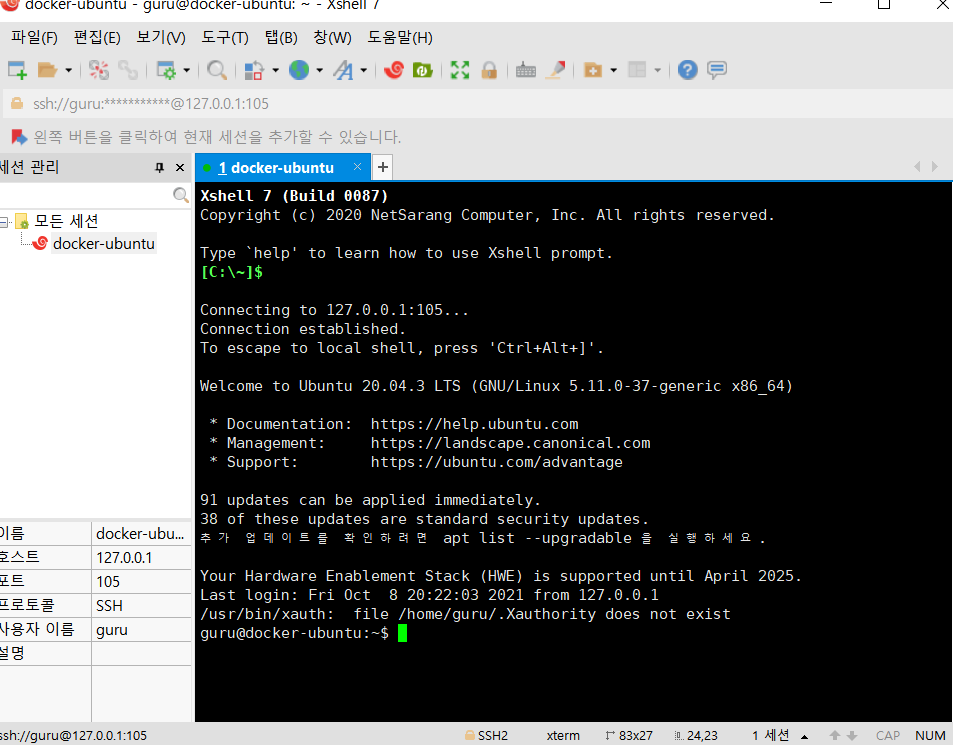 docker-ubuntu - guru@docker-ubuntu: ~ - Xshell 7
파일(F) 편집(E) 보기(V) 도구(T) 탭(B) 창(W) 도움말(H)
ssh://guru:***********@127.0.0.1:105
왼쪽 버튼을 클릭하여 현재 세션을 추가할 수 있습니다.
세션 관리
모든 세션
docker-ubuntu
이름 docker-ubu...
호스트 127.0.0.1
포트 105
프로토콜 SSH
사용자 이름 guru
설명
1 docker-ubuntu
Xshell 7 (Build 0087)
Copyright (c) 2020 NetSarang Computer, Inc. All rights reserved.
Type `help' to learn how to use Xshell prompt.
[C:\~]$
Connecting to 127.0.0.1:105...
Connection established.
To escape to local shell, press 'Ctrl+Alt+]'.
Welcome to Ubuntu 20.04.3 LTS (GNU/Linux 5.11.0-37-generic x86_64)
* Documentation:  https://help.ubuntu.com
* Management:     https://landscape.canonical.com
* Support:        https://ubuntu.com/advantage
91 updates can be applied immediately.
38 of these updates are standard security updates.
추가 업데이트를 확인하려면 apt list --upgradable 을 실행하세요.
Your Hardware Enablement Stack (HWE) is supported until April 2025.
Last login: Fri Oct  8 20:22:03 2021 from 127.0.0.1
/usr/bin/xauth:  file /home/guru/.Xauthority does not exist
guru@docker-ubuntu:~$
ssh://guru@127.0.0.1:105 SSH2 xterm 83x27 24,23 1 세션 CAP NUM